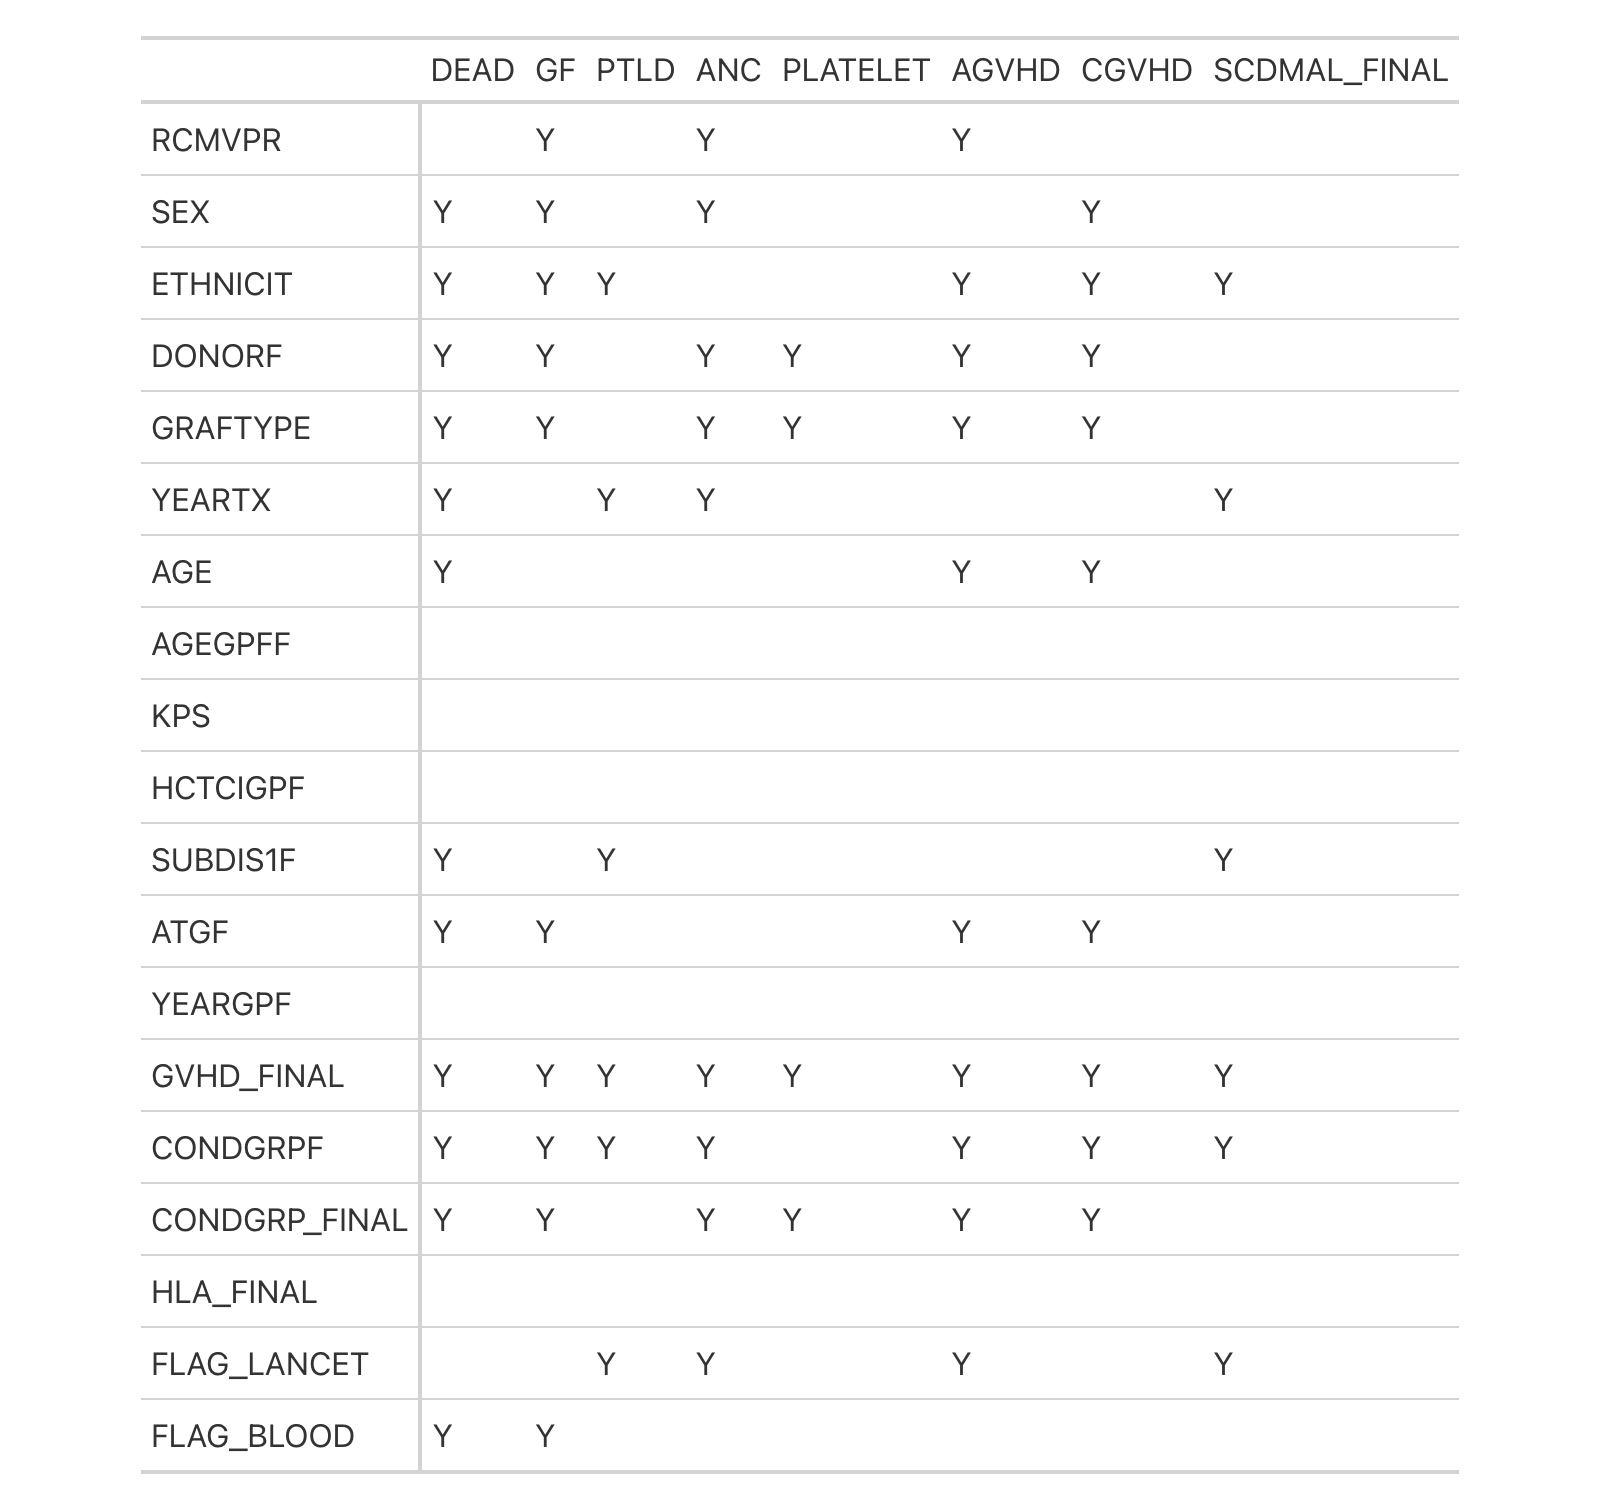 DEAD GF PTLD ANC PLATELET AGVHD CGVHD SCDMAL_FINAL
RCMVPR Y Y Y
SEX Y Y Y Y
ETHNICIT Y Y Y Y Y Y
DONORF Y Y Y Y Y Y
GRAFTYPE Y Y Y Y Y Y
YEARTX Y Y Y Y
AGE Y Y Y
AGEGPFF
KPS
HCTCIGPF
SUBDIS1F Y Y Y
ATGF Y Y Y Y
YEARGPF
GVHD_FINAL Y Y Y Y Y Y Y Y
CONDGRPF Y Y Y Y Y Y Y
CONDGRP_FINAL Y Y Y Y Y Y
HLA_FINAL
FLAG_LANCET Y Y Y Y
FLAG_BLOOD Y Y